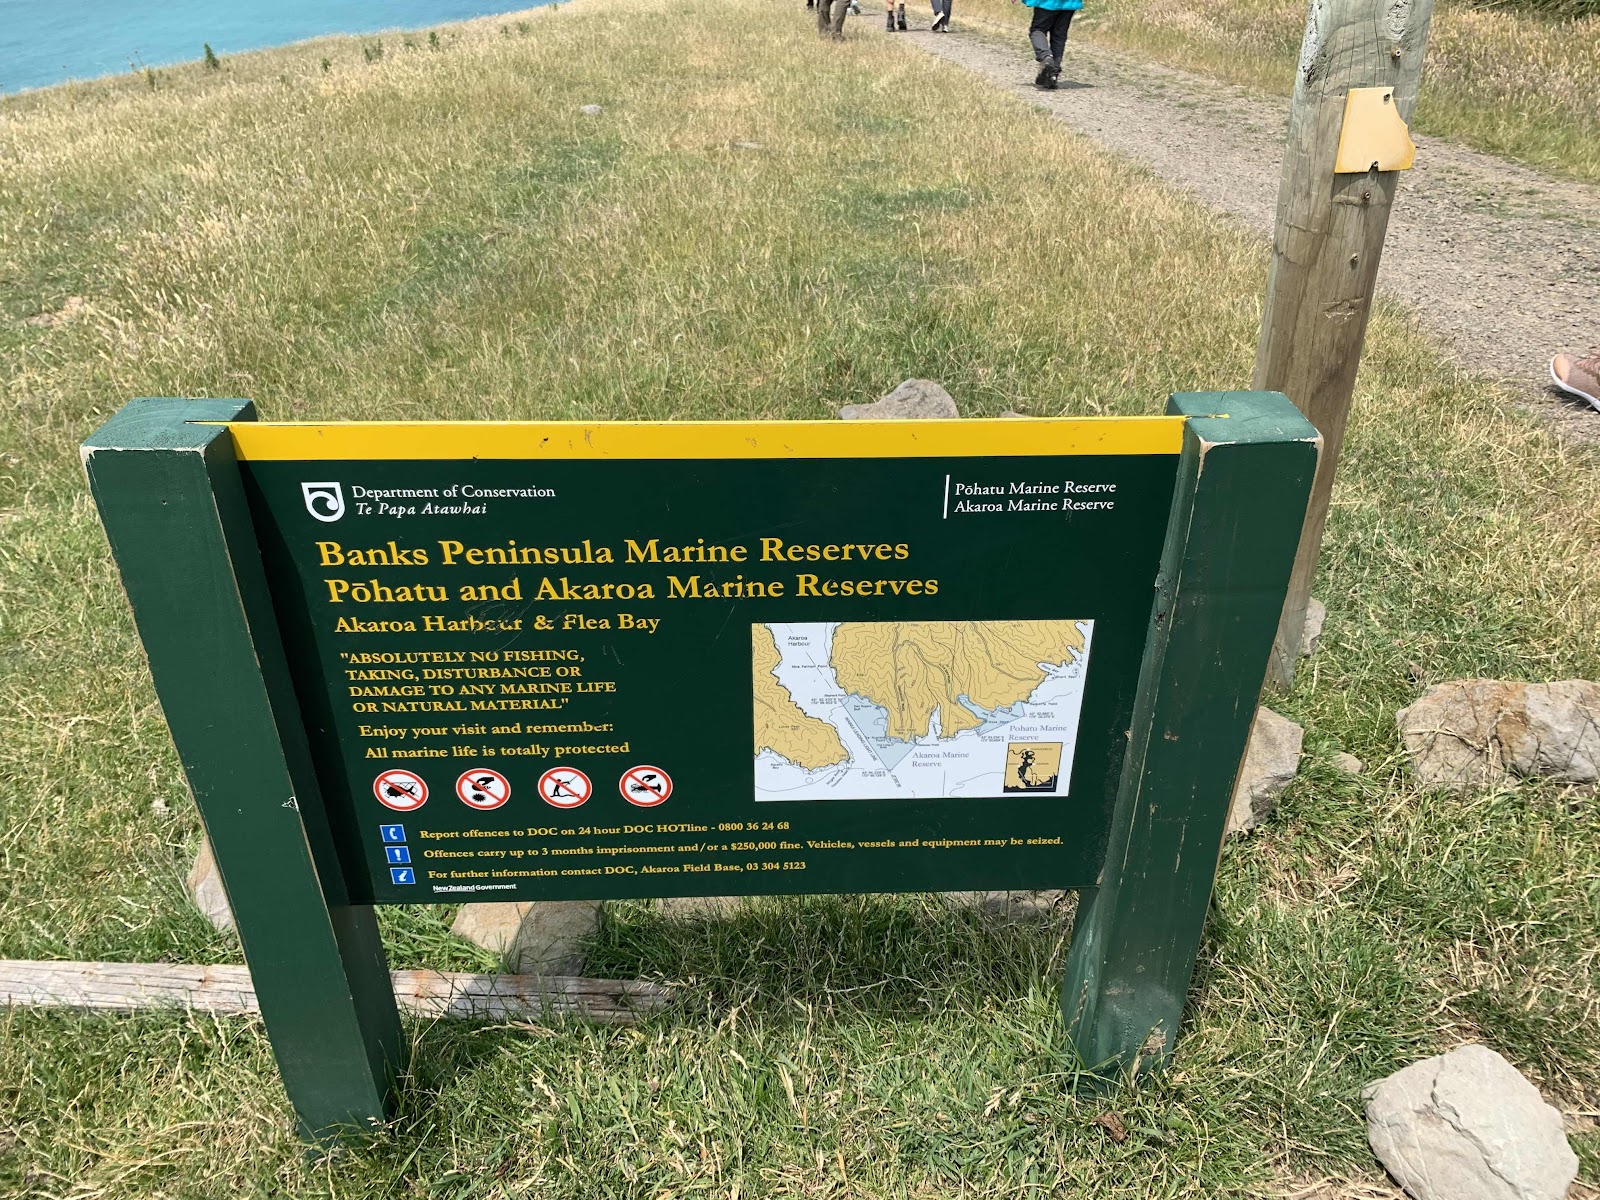 Department of Conservation
Te Papa Atawhai
Pōhatu Marine Reserve
Akaroa Marine Reserve
Banks Peninsula Marine Reserves
Pōhatu and Akaroa Marine Reserves
Akaroa Harbour & Flea Bay
"ABSOLUTELY NO FISHING,
TAKING, DISTURBANCE OR
DAMAGE TO ANY MARINE LIFE
OR NATURAL MATERIAL"
Enjoy your visit and remember:
All marine life is totally protected
Akaroa
Harbour
Akaroa Marine
Reserve
Pohatu Marine
Reserve
Report offences to DOC on 24 hour DOC HOTline - 0800 36 24 68
Offences carry up to 3 months imprisonment and/or a $250,000 fine. Vehicles, vessels and equipment may be seized.
For further information contact DOC, Akaroa Field Base, 03 304 5123
New Zealand Government